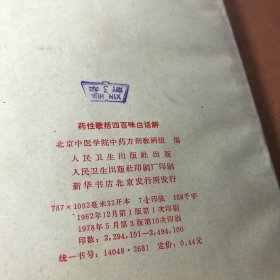 XIN HUA
药性歌括四百味白话解
北京中医学院中药方剂教研组 编
人民卫生出版社出版
人民卫生出版社印刷厂印刷
新华书店北京发行所发行
787×1092毫米32开本 7¼印张 158千字
1962年12月第1版第1次印刷
1978年5月第3版第10次印刷
印数：2,294,101—2,494,100
统一书号：14048·2681 定价：0.44元